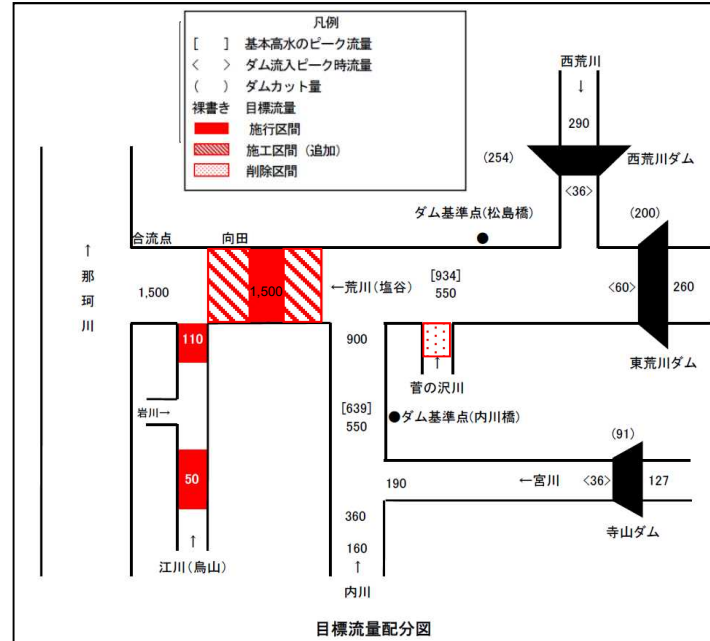 凡例
[ ] 基本高水のピーク流量
< > ダム流入ピーク時流量
( ) ダムカット量
裸書き 目標流量
施行区間
施工区間（追加）
削除区間
西荒川
↓
290
(254)
西荒川ダム
<36>
ダム基準点(松島橋)
(200)
合流点
向田
↑
那珂川
1,500
1,500
←荒川(塩谷)
[934]
550
<60>
260
110
900
↑
菅の沢川
東荒川ダム
岩川→
[639]
550
ダム基準点(内川橋)
(91)
50
190
←宮川
<36>
127
360
寺山ダム
↑
江川(烏山)
160
↑
内川
目標流量配分図